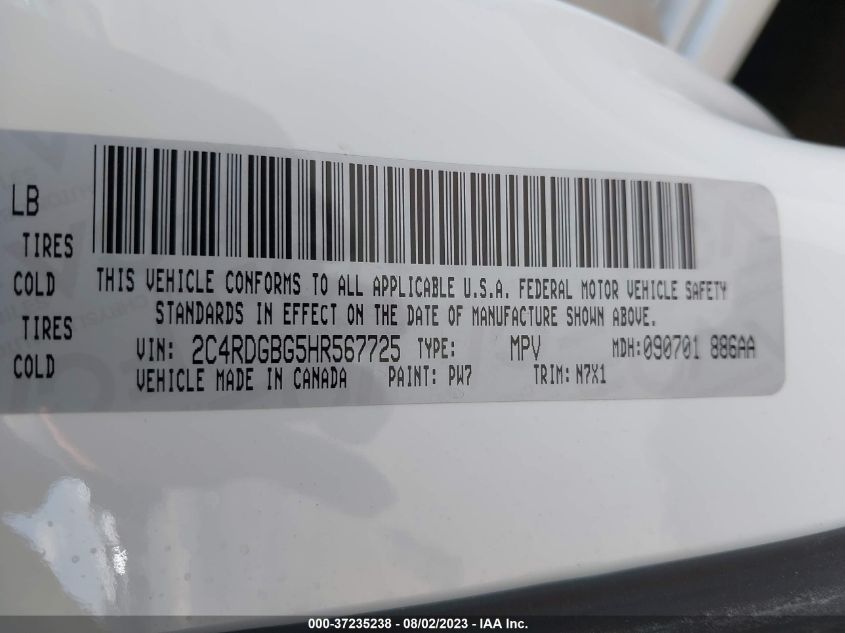 LB
TIRES
COLD
TIRES
COLD
THIS VEHICLE CONFORMS TO ALL APPLICABLE U.S.A. FEDERAL MOTOR VEHICLE SAFETY
STANDARDS IN EFFECT ON THE DATE OF MANUFACTURE SHOWN ABOVE.
VIN: 2C4RDGBG5HR567725 TYPE: MPV MDH:090701 886AA
VEHICLE MADE IN CANADA PAINT: PW7 TRIM: N7X1
000-37235238 - 08/02/2023 - IAA Inc.